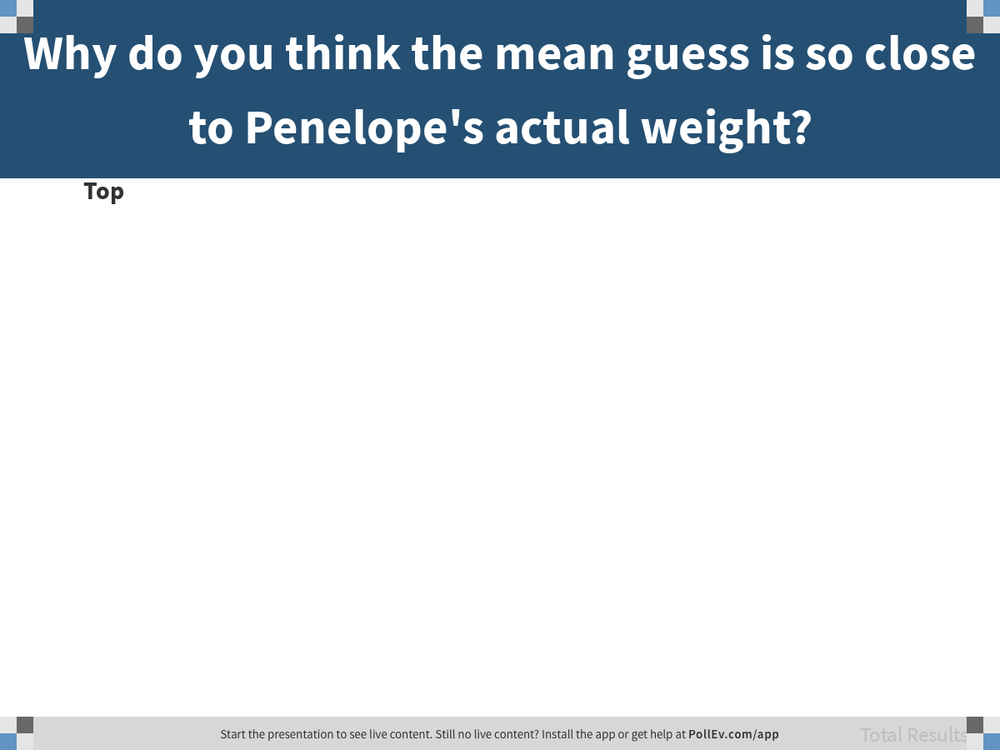 Why do you think the mean guess is so close
to Penelope's actual weight?
Top
Start the presentation to see live content. Still no live content? Install the app or get help at PollEv.com/app
Total Results